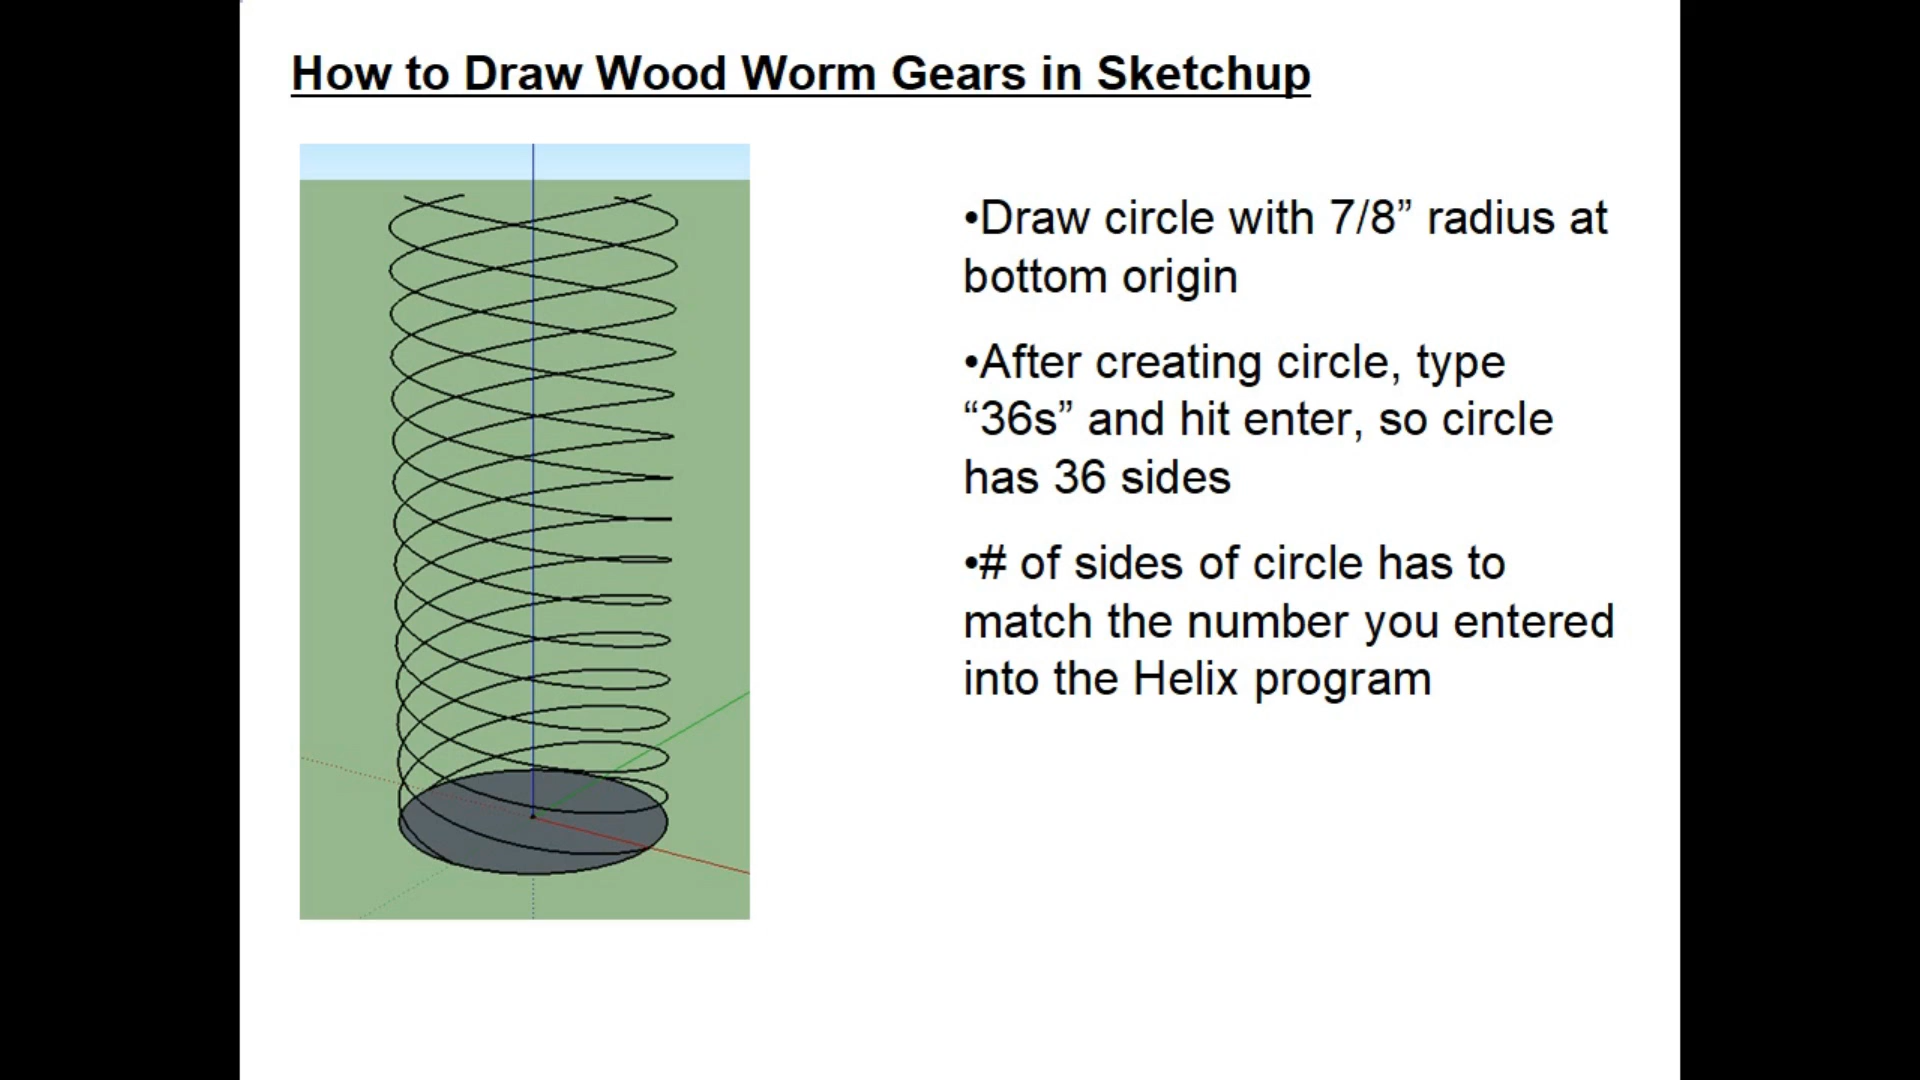 How to Draw Wood Worm Gears in Sketchup
•Draw circle with 7/8” radius at
bottom origin
•After creating circle, type
“36s” and hit enter, so circle
has 36 sides
•# of sides of circle has to
match the number you entered
into the Helix program